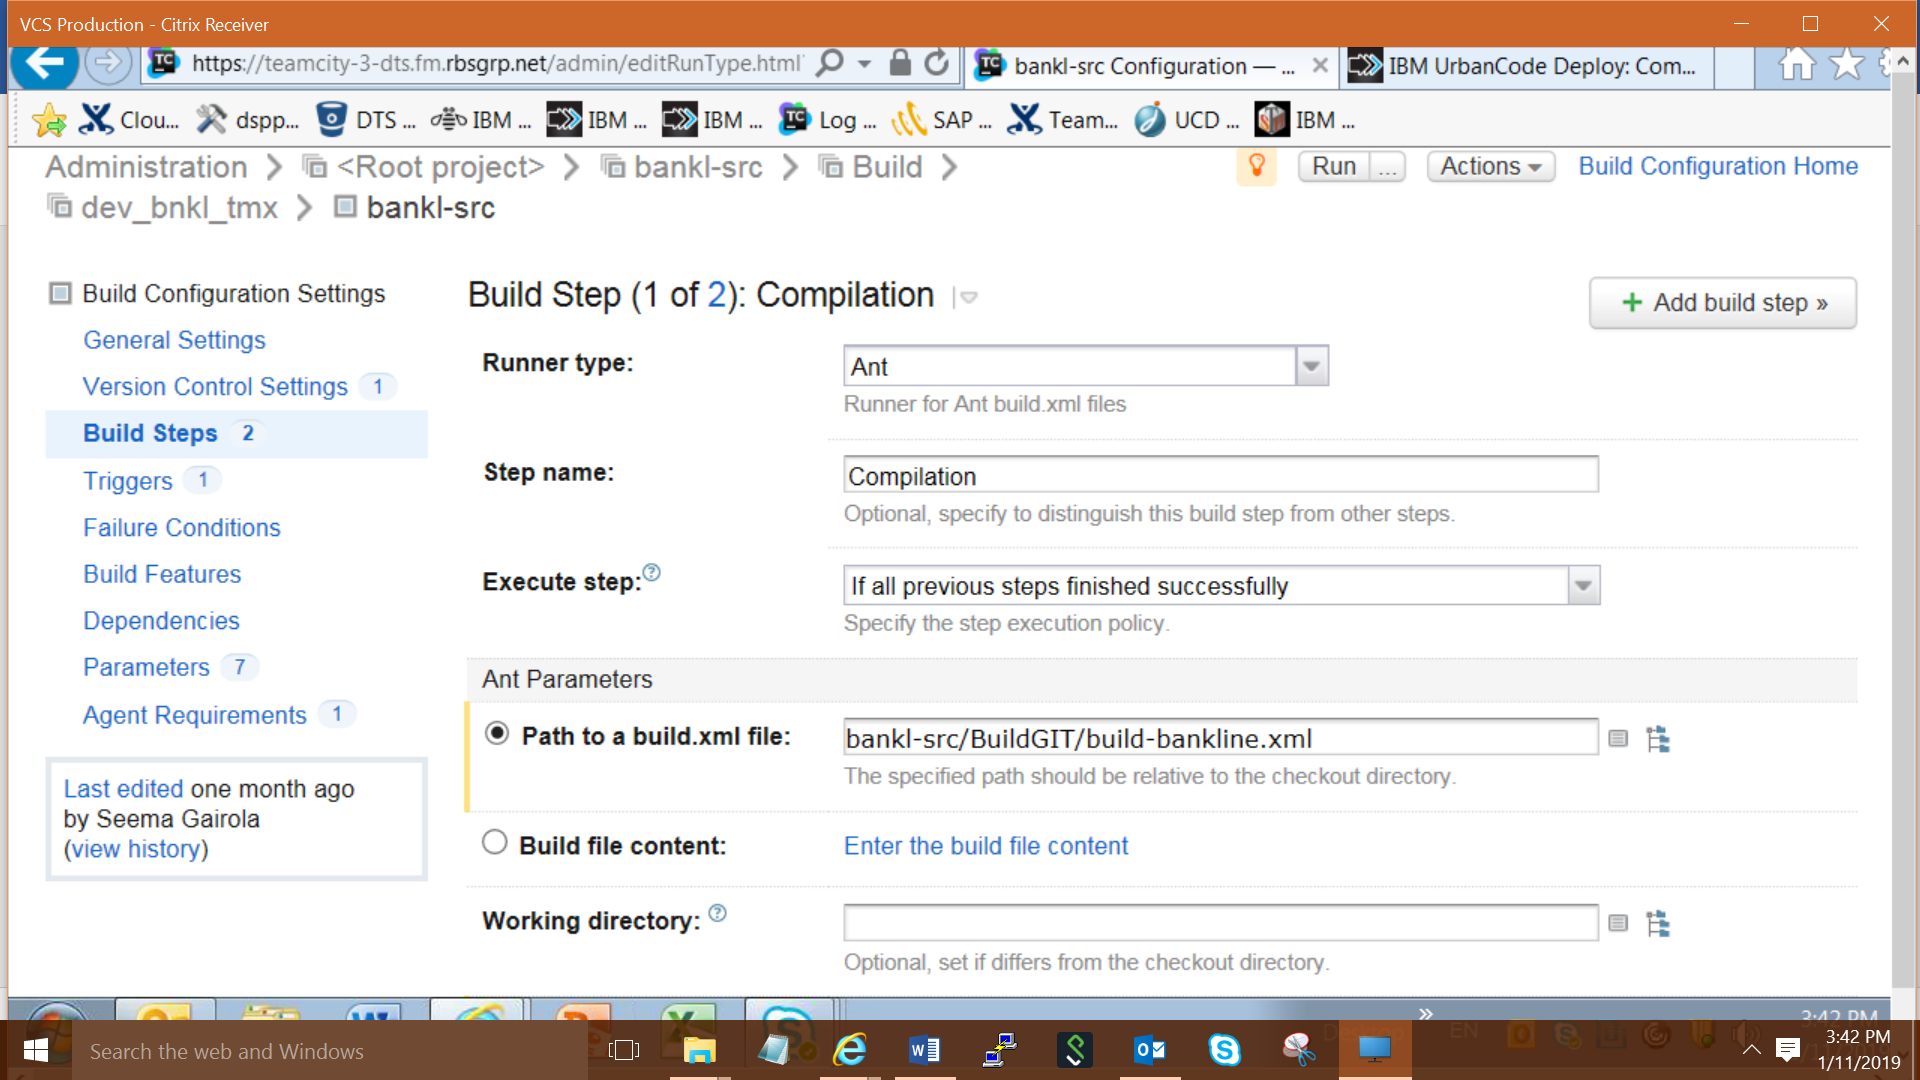 VCS Production - Citrix Receiver
https://teamcity-3-dts.fm.rbsgrp.net/admin/editRunType.html
bankl-src Configuration — ...
IBM UrbanCode Deploy: Com...
Clou...
dspp...
DTS ...
IBM ...
IBM ...
IBM ...
Log ...
SAP ...
Team...
UCD ...
IBM ...
Administration
<Root project>
bankl-src
Build
Run
...
Actions
Build Configuration Home
dev_bnkl_tmx
bankl-src
Build Configuration Settings
General Settings
Version Control Settings 1
Build Steps 2
Triggers 1
Failure Conditions
Build Features
Dependencies
Parameters 7
Agent Requirements 1
Last edited one month ago
by Seema Gairola
(view history)
Build Step (1 of 2): Compilation
+ Add build step »
Runner type:
Ant
Runner for Ant build.xml files
Step name:
Compilation
Optional, specify to distinguish this build step from other steps.
Execute step:
If all previous steps finished successfully
Specify the step execution policy.
Ant Parameters
Path to a build.xml file:
bankl-src/BuildGIT/build-bankline.xml
The specified path should be relative to the checkout directory.
Build file content:
Enter the build file content
Working directory:
Optional, set if differs from the checkout directory.
3:42 PM
Search the web and Windows
Desktop
EN
3:42 PM
1/11/2019